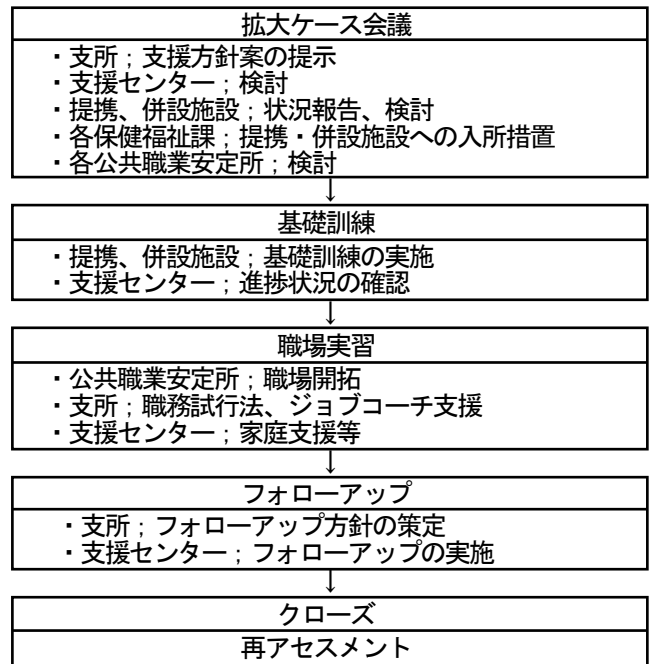 拡大ケース会議
・支所；支援方針案の提示
・支援センター；検討
・提携、併設施設；状況報告、検討
・各保健福祉課；提携・併設施設への入所措置
・各公共職業安定所；検討
↓
基礎訓練
・提携、併設施設；基礎訓練の実施
・支援センター；進捗状況の確認
↓
職場実習
・公共職業安定所；職場開拓
・支所；職務試行法、ジョブコーチ支援
・支援センター；家庭支援等
↓
フォローアップ
・支所；フォローアップ方針の策定
・支援センター；フォローアップの実施
↓
クローズ
再アセスメント